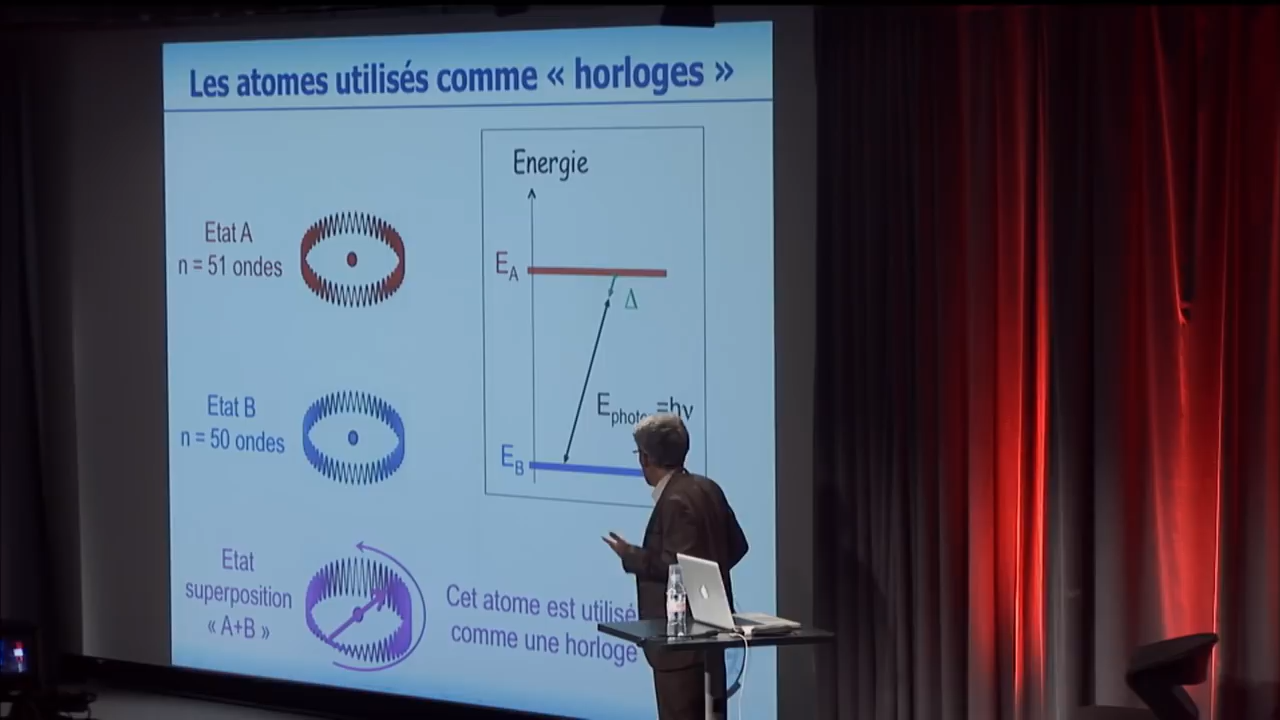 Les atomes utilisés comme « horloges »
Energie
Etat A
n = 51 ondes
E_A
Δ
Etat B
n = 50 ondes
E_photo =hν
E_B
Etat
superposition
« A+B »
Cet atome est utilisé
comme une horloge